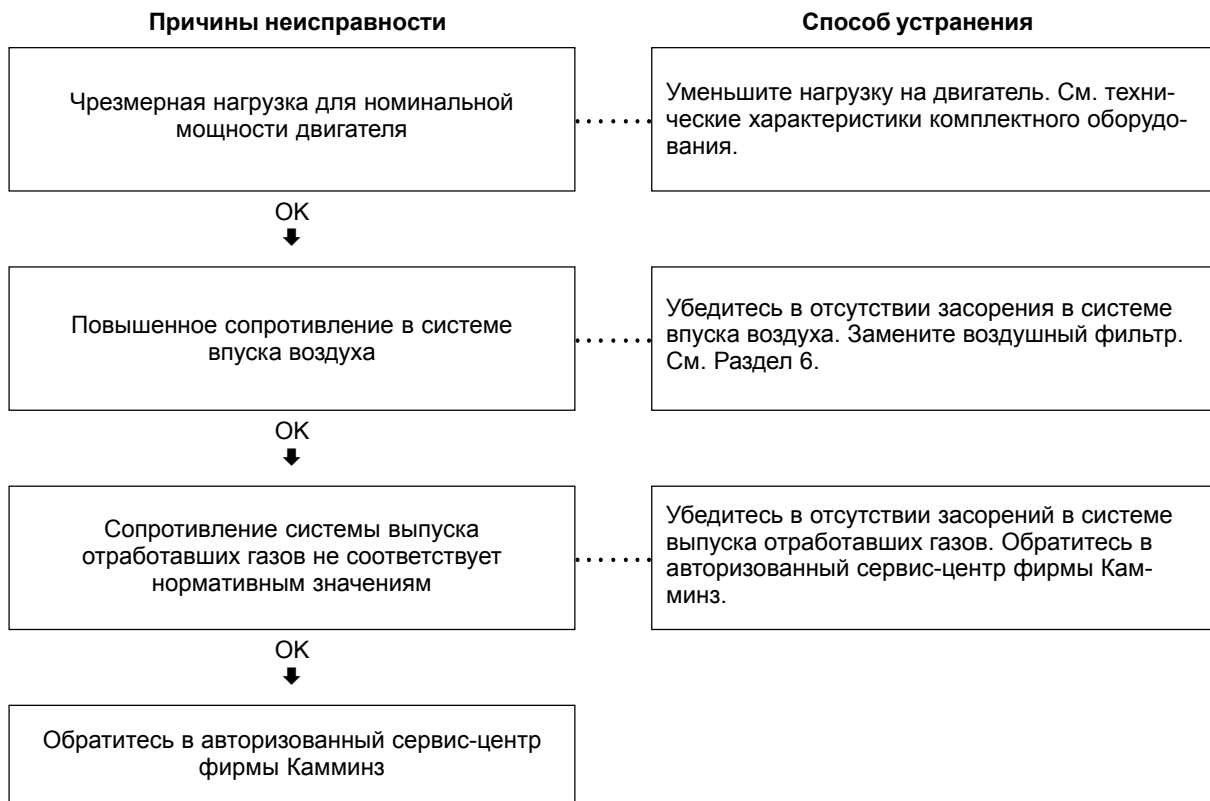 Причины неисправности
Способ устранения
Чрезмерная нагрузка для номинальной
мощности двигателя
Уменьшите нагрузку на двигатель. См. техни-
ческие характеристики комплектного оборудо-
вания.
OK
Повышенное сопротивление в системе
впуска воздуха
Убедитесь в отсутствии засорения в системе
впуска воздуха. Замените воздушный фильтр.
См. Раздел 6.
OK
Сопротивление системы выпуска
отработавших газов не соответствует
нормативным значениям
Убедитесь в отсутствии засорений в системе
выпуска отработавших газов. Обратитесь в
авторизованный сервис-центр фирмы Кам-
минз.
OK
Обратитесь в авторизованный сервис-центр
фирмы Камминз